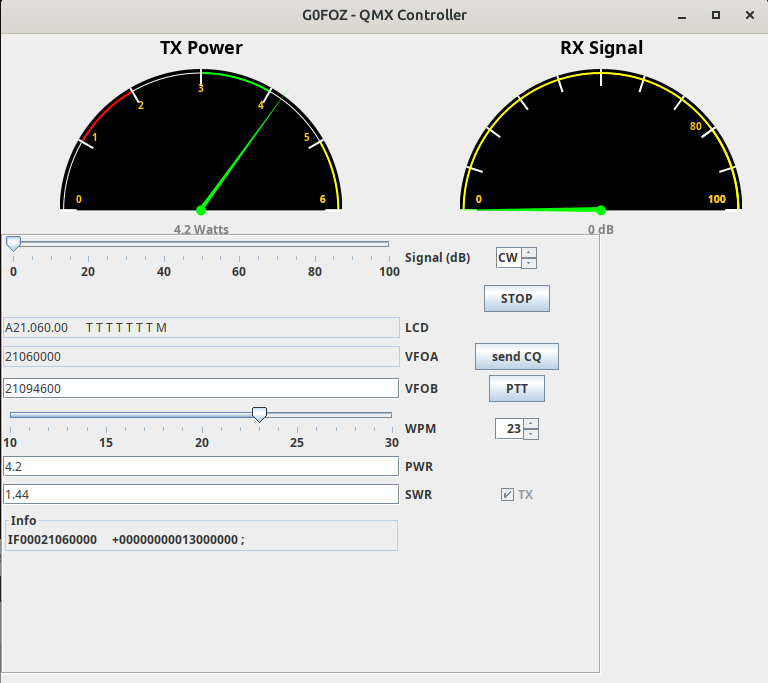 G0FOZ - QMX Controller
TX Power
RX Signal
0 1 2 3 4 5 6
0 80 100
4.2 Watts
0 dB
0 20 40 60 80 100
Signal (dB)
CW
STOP
A21.060.00 T T T T T T T M
LCD
21060000
VFOA
send CQ
21094600
VFOB
PTT
10 15 20 25 30
WPM
23
4.2
PWR
1.44
SWR
TX
Info
IF00021060000 +00000000013000000 ;